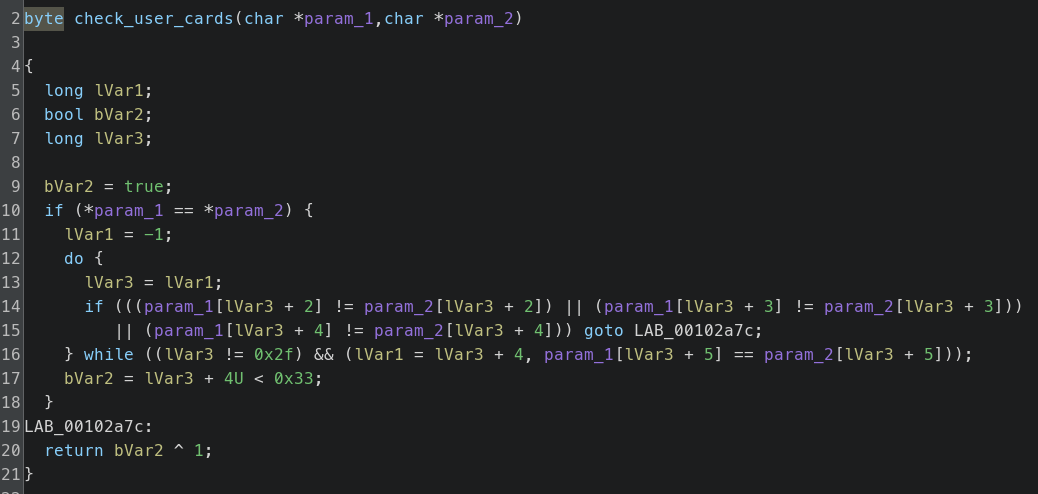 2 byte check_user_cards(char *param_1,char *param_2)
3
4 {
5   long lVar1;
6   bool bVar2;
7   long lVar3;
8
9   bVar2 = true;
10   if (*param_1 == *param_2) {
11     lVar1 = -1;
12     do {
13       lVar3 = lVar1;
14       if (((param_1[lVar3 + 2] != param_2[lVar3 + 2]) || (param_1[lVar3 + 3] != param_2[lVar3 + 3]))
15          || (param_1[lVar3 + 4] != param_2[lVar3 + 4])) goto LAB_00102a7c;
16     } while ((lVar3 != 0x2f) && (lVar1 = lVar3 + 4, param_1[lVar3 + 5] == param_2[lVar3 + 5]));
17     bVar2 = lVar3 + 4U < 0x33;
18   }
19 LAB_00102a7c:
20   return bVar2 ^ 1;
21 }